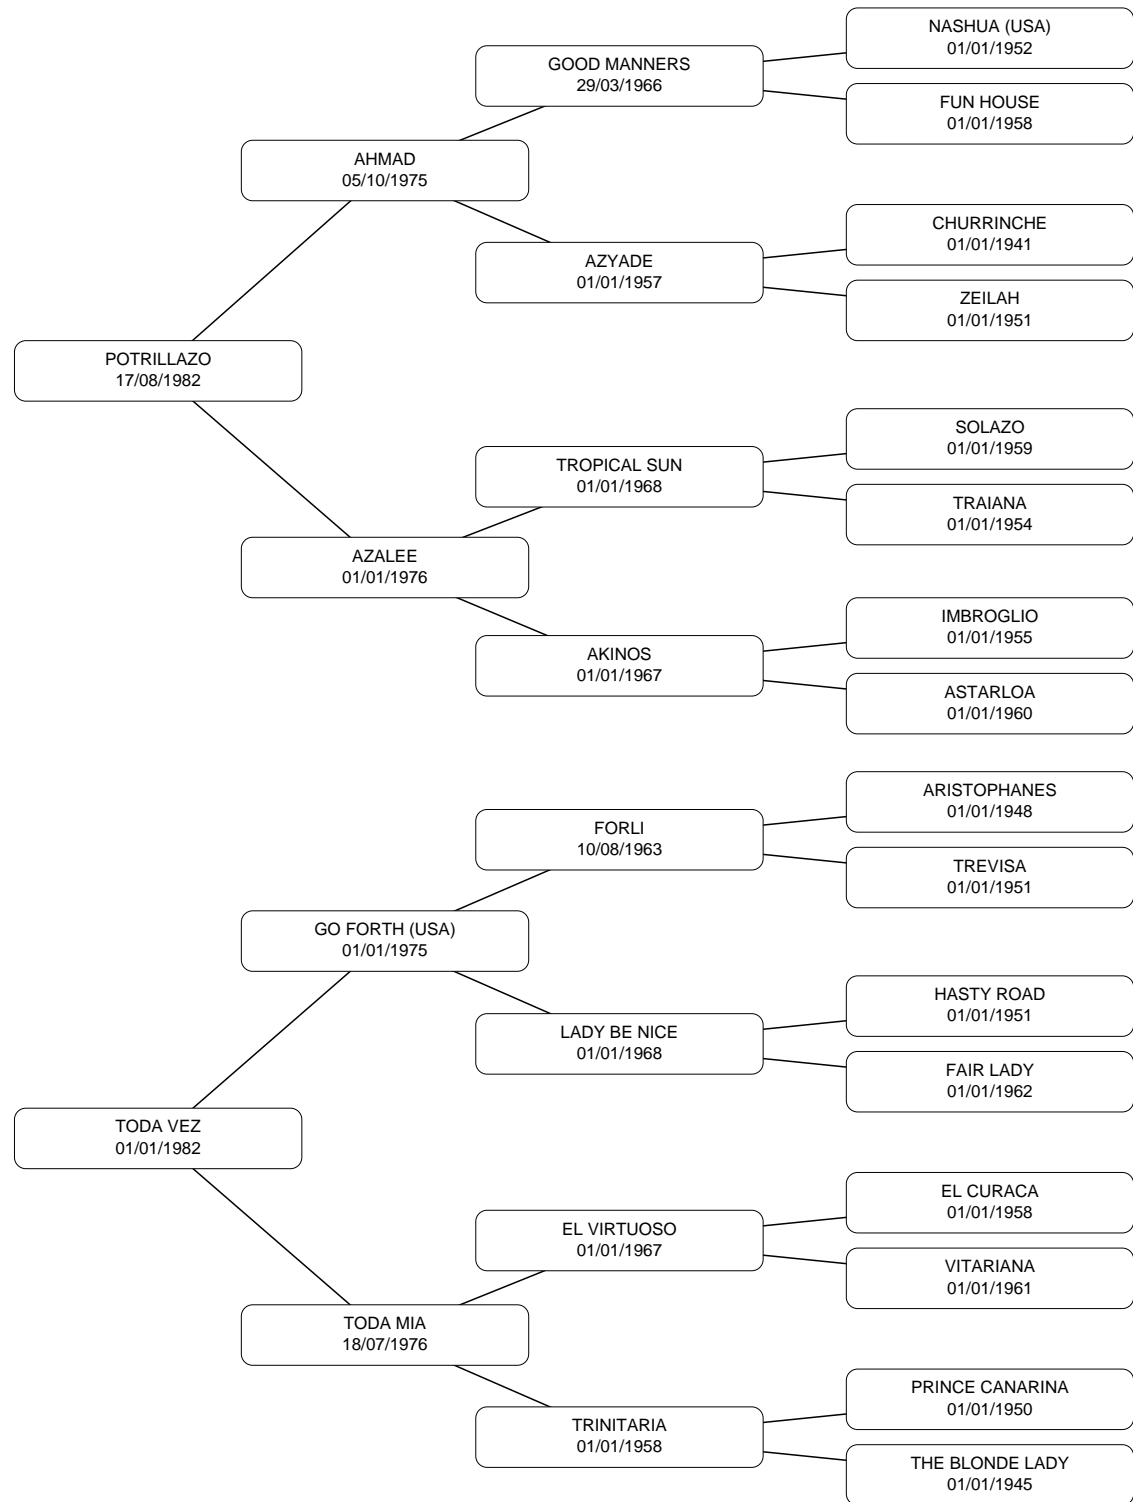 NASHUA (USA)
01/01/1952
GOOD MANNERS
29/03/1966
FUN HOUSE
01/01/1958
AHMAD
05/10/1975
CHURRINCHE
01/01/1941
AZYADE
01/01/1957
ZEILAH
01/01/1951
POTRILLAZO
17/08/1982
SOLAZO
01/01/1959
TROPICAL SUN
01/01/1968
TRAIANA
01/01/1954
AZALEE
01/01/1976
IMBROGLIO
01/01/1955
AKINOS
01/01/1967
ASTARLOA
01/01/1960
ARISTOPHANES
01/01/1948
FORLI
10/08/1963
TREVISA
01/01/1951
GO FORTH (USA)
01/01/1975
HASTY ROAD
01/01/1951
LADY BE NICE
01/01/1968
FAIR LADY
01/01/1962
TODA VEZ
01/01/1982
EL CURACA
01/01/1958
EL VIRTUOSO
01/01/1967
VITARIANA
01/01/1961
TODA MIA
18/07/1976
PRINCE CANARINA
01/01/1950
TRINITARIA
01/01/1958
THE BLONDE LADY
01/01/1945